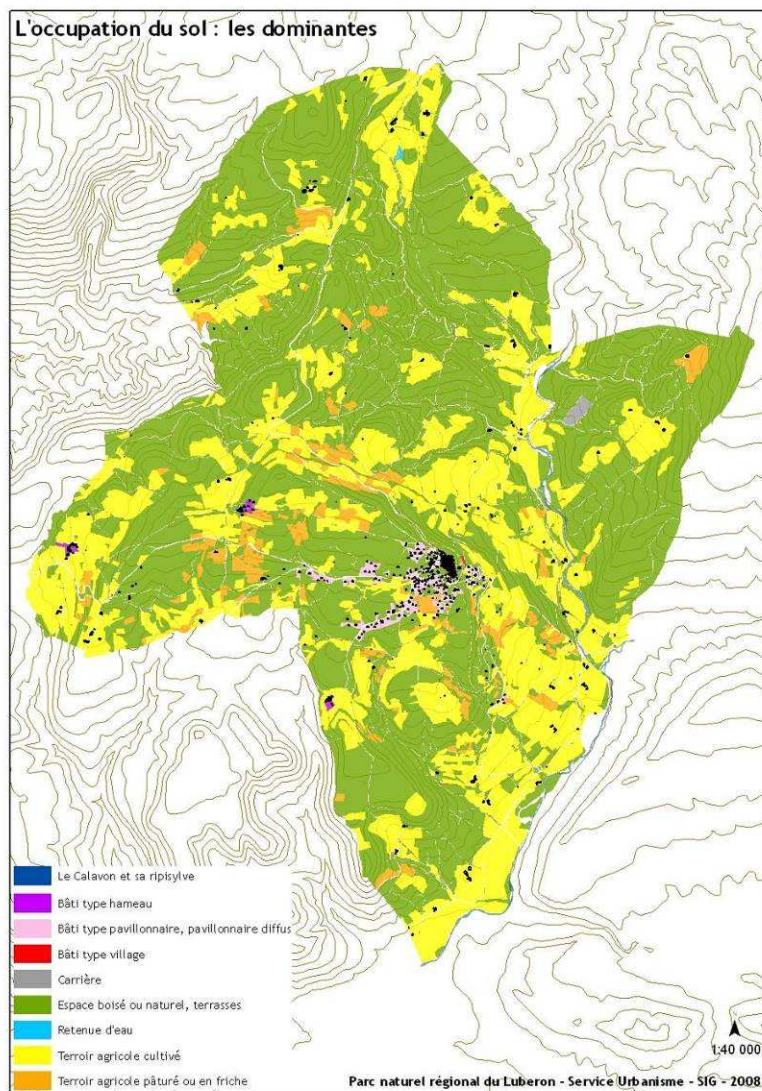 L'occupation du sol : les dominantes
Le Calavon et sa ripisylve
Bâti type hameau
Bâti type pavillonnaire, pavillonnaire diffus
Bâti type village
Carrière
Espace boisé ou naturel, terrasses
Retenue d'eau
Terroir agricole cultivé
Terroir agricole pâturé ou en friche
1:40 000
Parc naturel régional du Luberon - Service Urbanisme - SIG - 2008